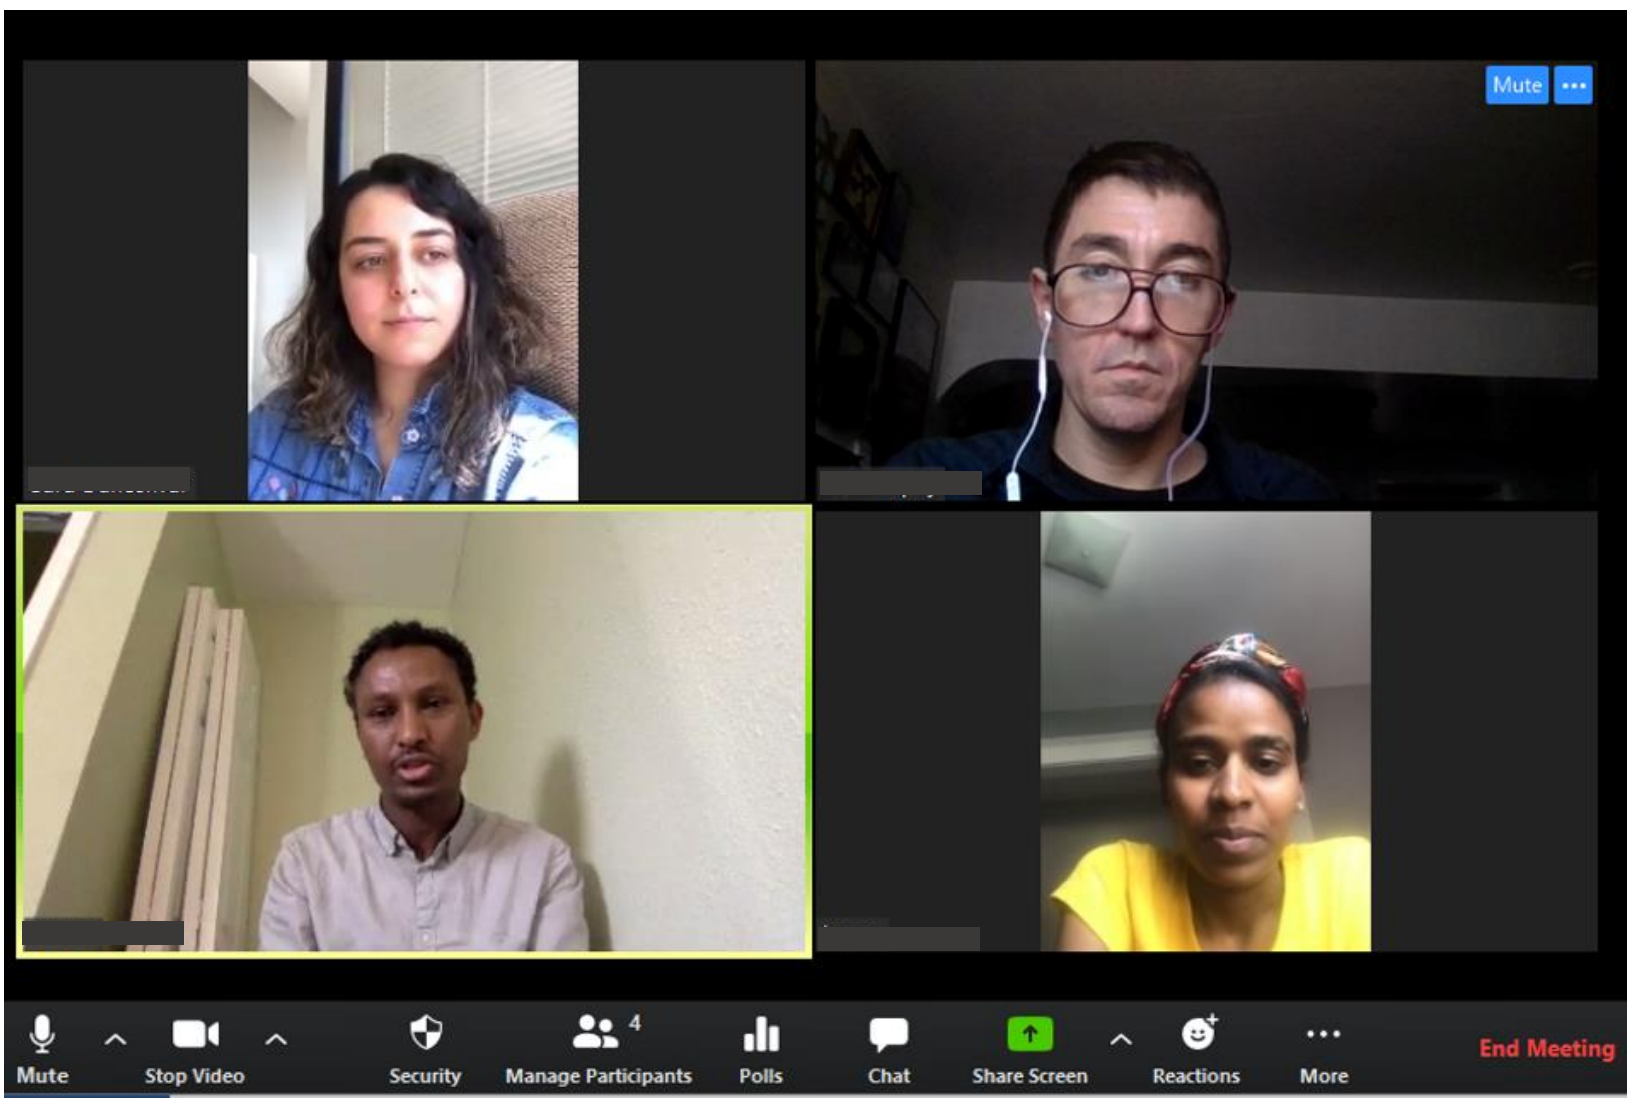 Mute
4
Mute
Stop Video
Security
Manage Participants
Polls
Chat
Share Screen
Reactions
More
End Meeting